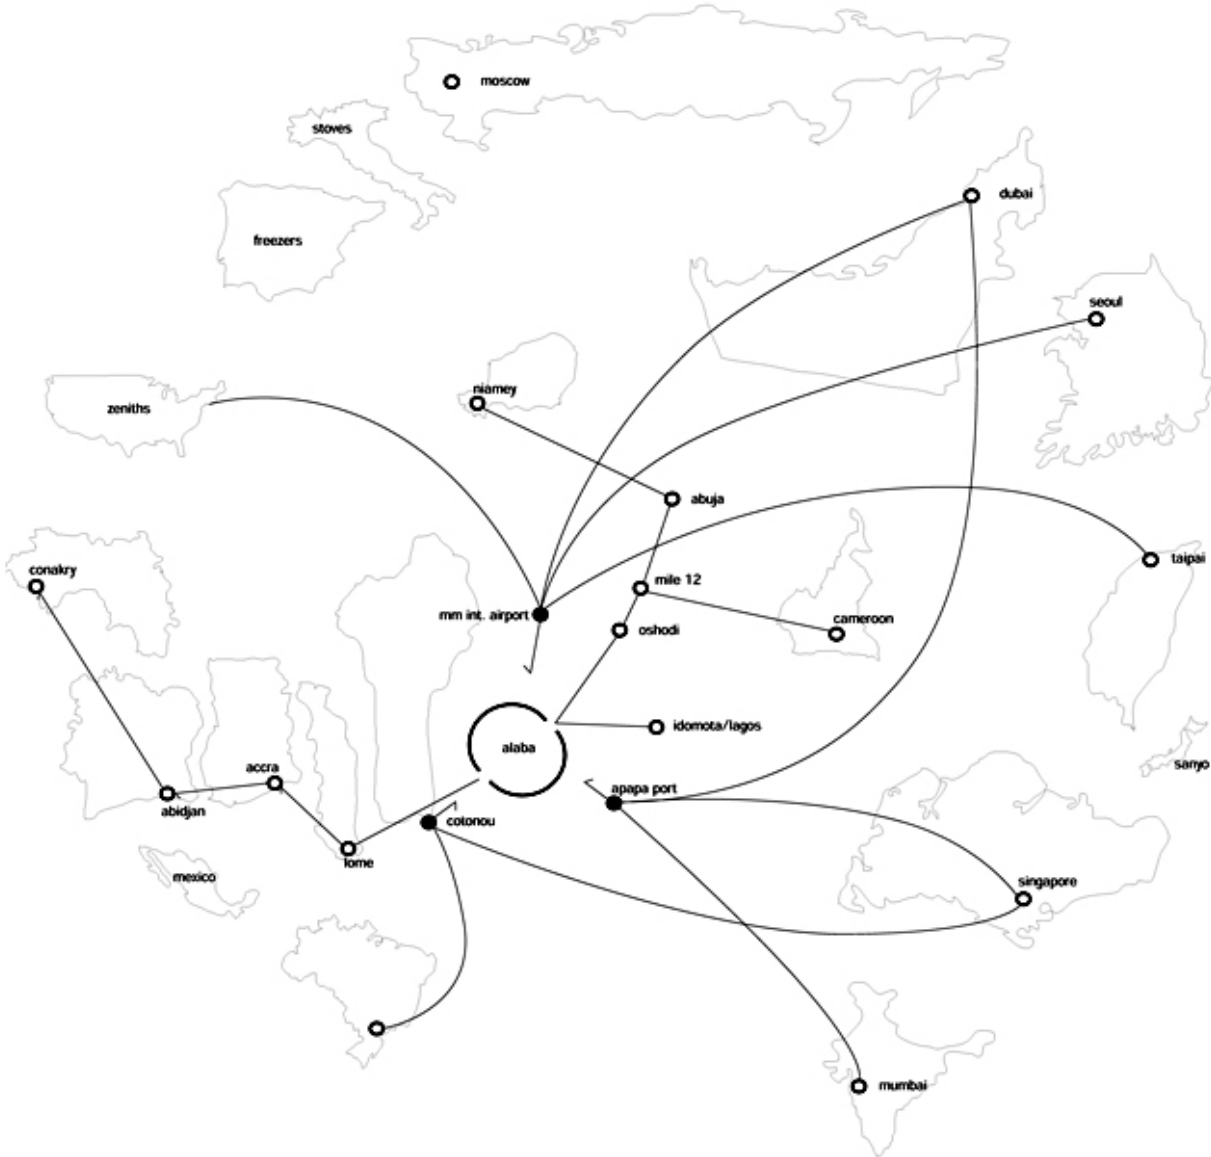 moscow
stoves
dubai
freezers
seoul
niamey
zeniths
abuja
taipai
conakry
mile 12
mm int. airport
cameroon
oshodi
idomota/lagos
alaba
sanyo
accra
apapa port
abidjan
cotonou
lome
mexico
singapore
mumbai